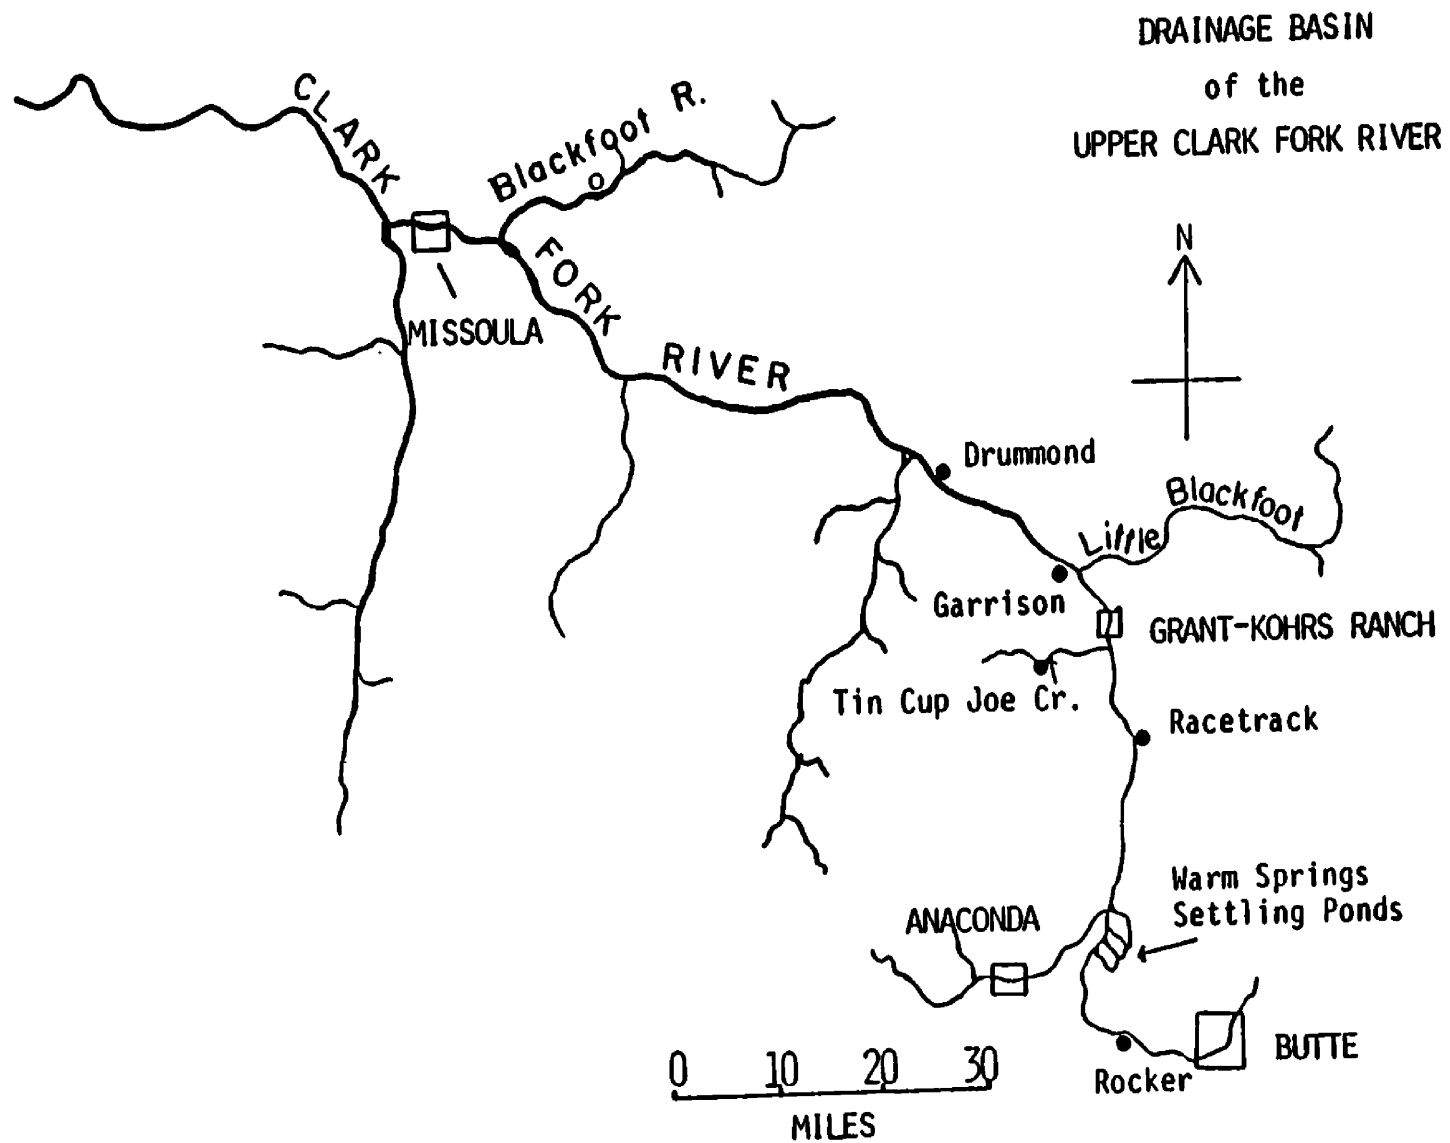 DRAINAGE BASIN
of the
UPPER CLARK FORK RIVER
CLARK
FORK
RIVER
Blackfoot R.
N
MISSOULA
Drummond
Little Blackfoot
Garrison
GRANT-KOHRS RANCH
Tin Cup Joe Cr.
Racetrack
Warm Springs
Settling Ponds
ANACONDA
BUTTE
Rocker
0 10 20 30
MILES